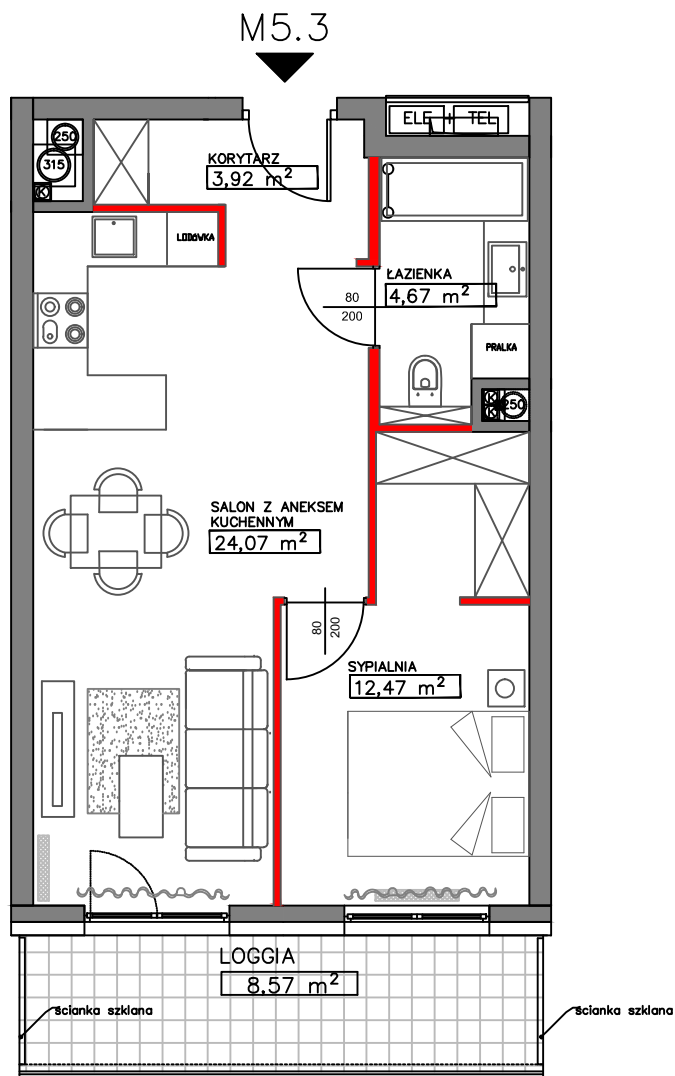 M5.3
ELE + TEL
250
315
K
KORYTARZ
3,92 m²
LODÓWKA
ŁAZIENKA
4,67 m²
80
200
PRALKA
K
K
250
SALON Z ANEKSEM
KUCHENNYM
24,07 m²
80
200
SYPIALNIA
12,47 m²
LOGGIA
8,57 m²
ścianka szklana
ścianka szklana